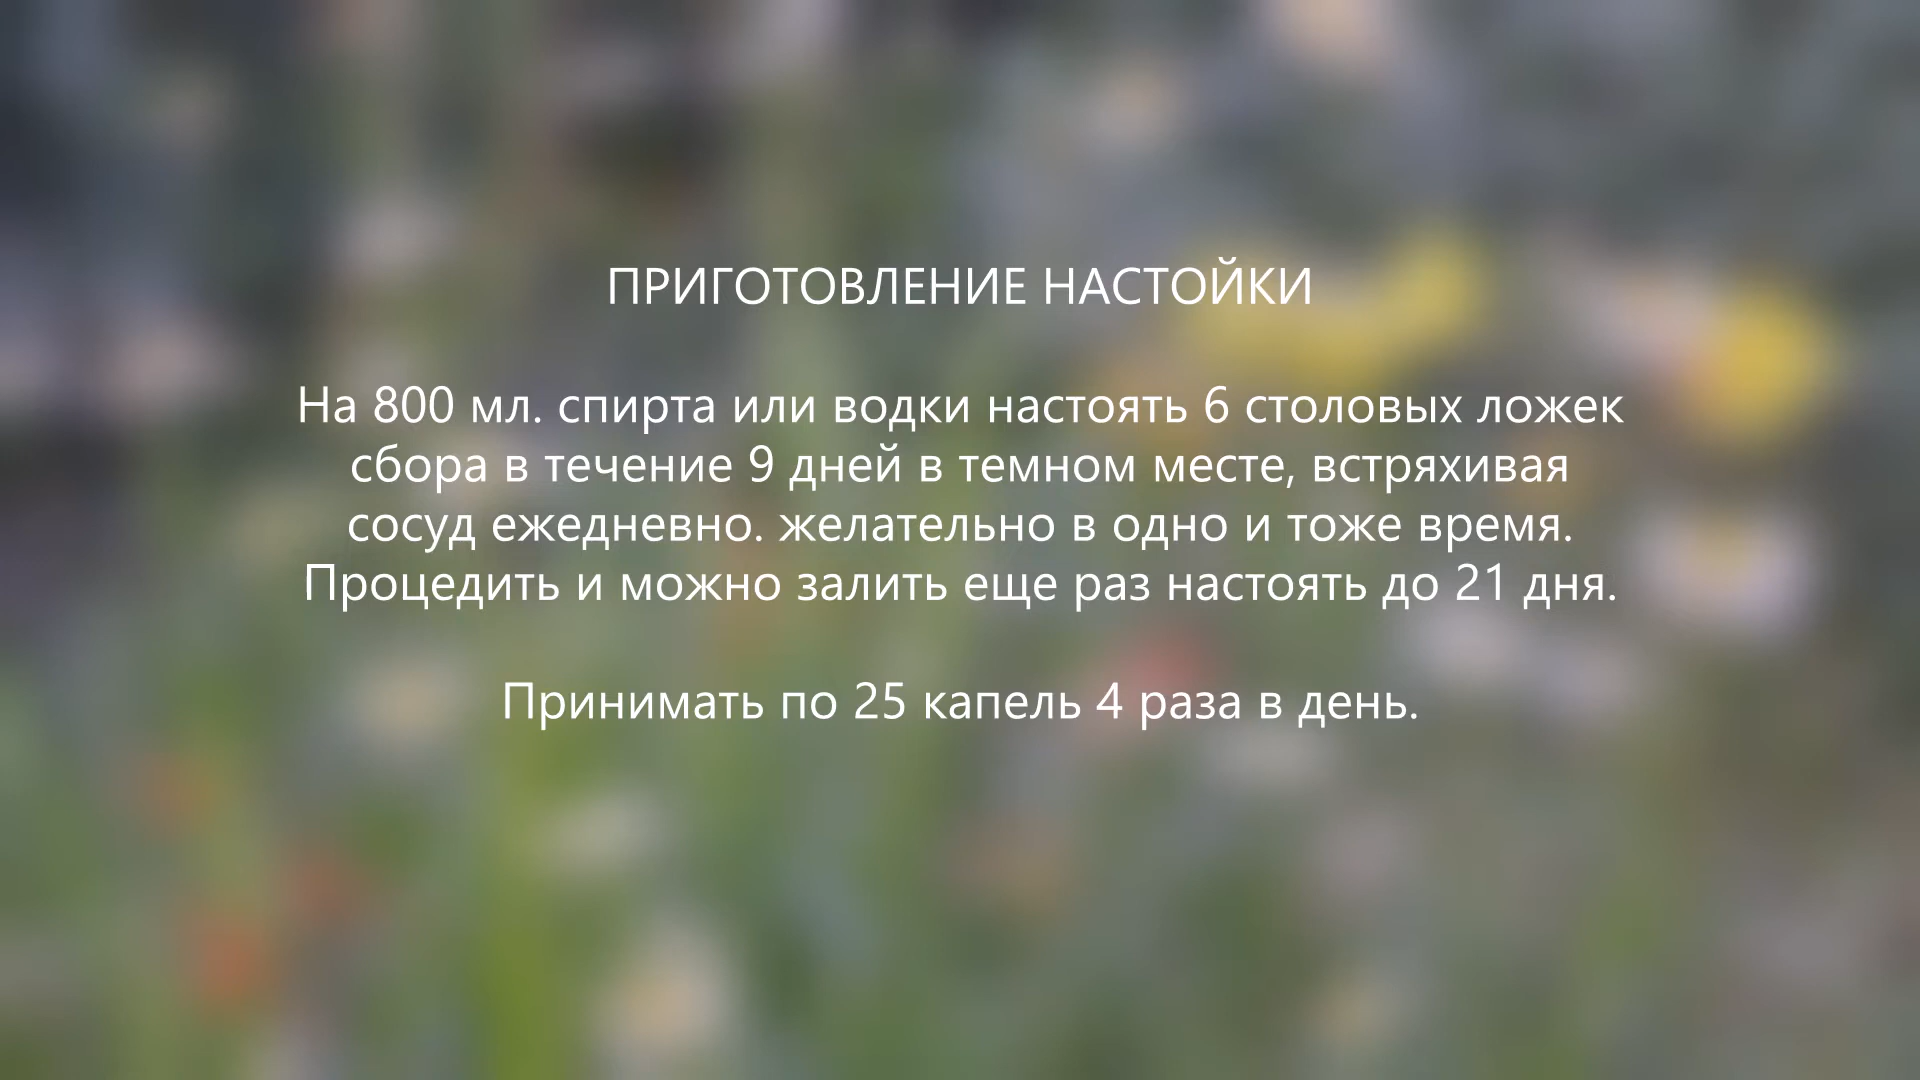 ПРИГОТОВЛЕНИЕ НАСТОЙКИ
На 800 мл. спирта или водки настоять 6 столовых ложек
сбора в течение 9 дней в темном месте, встряхивая
сосуд ежедневно. желательно в одно и тоже время.
Процедить и можно залить еще раз настоять до 21 дня.
Принимать по 25 капель 4 раза в день.